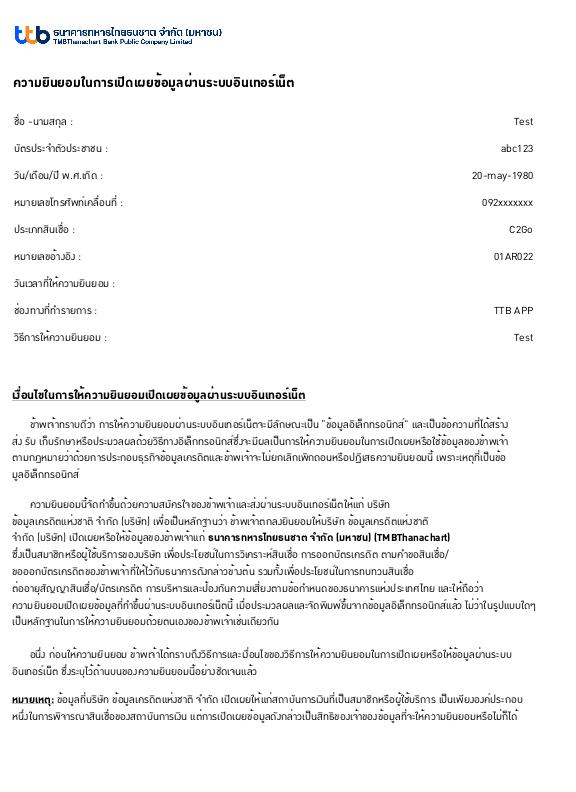 ttb ธนาคารทหารไทยธนชาต จำกัด (มหาชน)
TMBThanachart Bank Public Company Limited
ความยินยอมในการเปิดเผยข้อมูลผ่านระบบอินเทอร์เน็ต
ชื่อ -นามสกุล : Test
บัตรประจำตัวประชาชน : abc123
วัน/เดือน/ปี พ.ศ.เกิด : 20-may-1980
หมายเลขโทรศัพท์เคลื่อนที่ : 092xxxxxxx
ประเภทสินเชื่อ : C2Go
หมายเลขอ้างอิง : 01AR022
วันเวลาที่ให้ความยินยอม :
ช่องทางที่ทำรายการ : TTB APP
วิธีการให้ความยินยอม : Test
เงื่อนไขในการให้ความยินยอมเปิดเผยข้อมูลผ่านระบบอินเทอร์เน็ต
ข้าพเจ้าทราบดีว่า การให้ความยินยอมผ่านระบบอินเทอร์เน็ตจะมีลักษณะเป็น "ข้อมูลอิเล็กทรอนิกส์" และเป็นข้อความที่ได้สร้าง
ส่ง รับ เก็บรักษาหรือประมวลผลด้วยวิธีทางอิเล็กทรอนิกส์ซึ่งจะมีผลเป็นการให้ความยินยอมในการเปิดเผยหรือใช้ข้อมูลของข้าพเจ้า
ตามกฎหมายว่าด้วยการประกอบธุรกิจข้อมูลเครดิตและข้าพเจ้าจะไม่ยกเลิกเพิกถอนหรือปฏิเสธความยินยอมนี้ เพราะเหตุที่เป็นข้อ
มูลอิเล็กทรอนิกส์
ความยินยอมนี้จัดทำขึ้นด้วยความสมัครใจของข้าพเจ้าและส่งผ่านระบบอินเทอร์เน็ตให้แก่ บริษัท
ข้อมูลเครดิตแห่งชาติ จำกัด (บริษัท) เพื่อเป็นหลักฐานว่า ข้าพเจ้าตกลงยินยอมให้บริษัท ข้อมูลเครดิตแห่งชาติ
จำกัด (บริษัท) เปิดเผยหรือให้ข้อมูลของข้าพเจ้าแก่ ธนาคารทหารไทยธนชาต จำกัด (มหาชน) (TMBThanachart)
ซึ่งเป็นสมาชิกหรือผู้ใช้บริการของบริษัท เพื่อประโยชน์ในการวิเคราะห์สินเชื่อ การออกบัตรเครดิต ตามคำขอสินเชื่อ/
ขอออกบัตรเครดิตของข้าพเจ้าที่ให้ไว้กับธนาคารดังกล่าวข้างต้น รวมทั้งเพื่อประโยชน์ในการทบทวนสินเชื่อ
ต่ออายุสัญญาสินเชื่อ/บัตรเครดิต การบริหารและป้องกันความเสี่ยงตามข้อกำหนดของธนาคารแห่งประเทศไทย และให้ถือว่า
ความยินยอมเปิดเผยข้อมูลที่ทำขึ้นผ่านระบบอินเทอร์เน็ตนี้ เมื่อประมวลผลและจัดพิมพ์ขึ้นจากข้อมูลอิเล็กทรอนิกส์แล้ว ไม่ว่าในรูปแบบใดๆ
เป็นหลักฐานในการให้ความยินยอมด้วยตนเองของข้าพเจ้าเช่นเดียวกัน
อนึ่ง ก่อนให้ความยินยอม ข้าพเจ้าได้ทราบถึงวิธีการและเงื่อนไขของวิธีการให้ความยินยอมในการเปิดเผยหรือให้ข้อมูลผ่านระบบ
อินเทอร์เน็ต ซึ่งระบุไว้ด้านบนของความยินยอมนี้อย่างชัดเจนแล้ว
หมายเหตุ: ข้อมูลที่บริษัท ข้อมูลเครดิตแห่งชาติ จำกัด เปิดเผยให้แก่สถาบันการเงินที่เป็นสมาชิกหรือผู้ใช้บริการ เป็นเพียงองค์ประกอบ
หนึ่งในการพิจารณาสินเชื่อของสถาบันการเงิน แต่การเปิดเผยข้อมูลดังกล่าวเป็นสิทธิของเจ้าของข้อมูลที่จะให้ความยินยอมหรือไม่ก็ได้